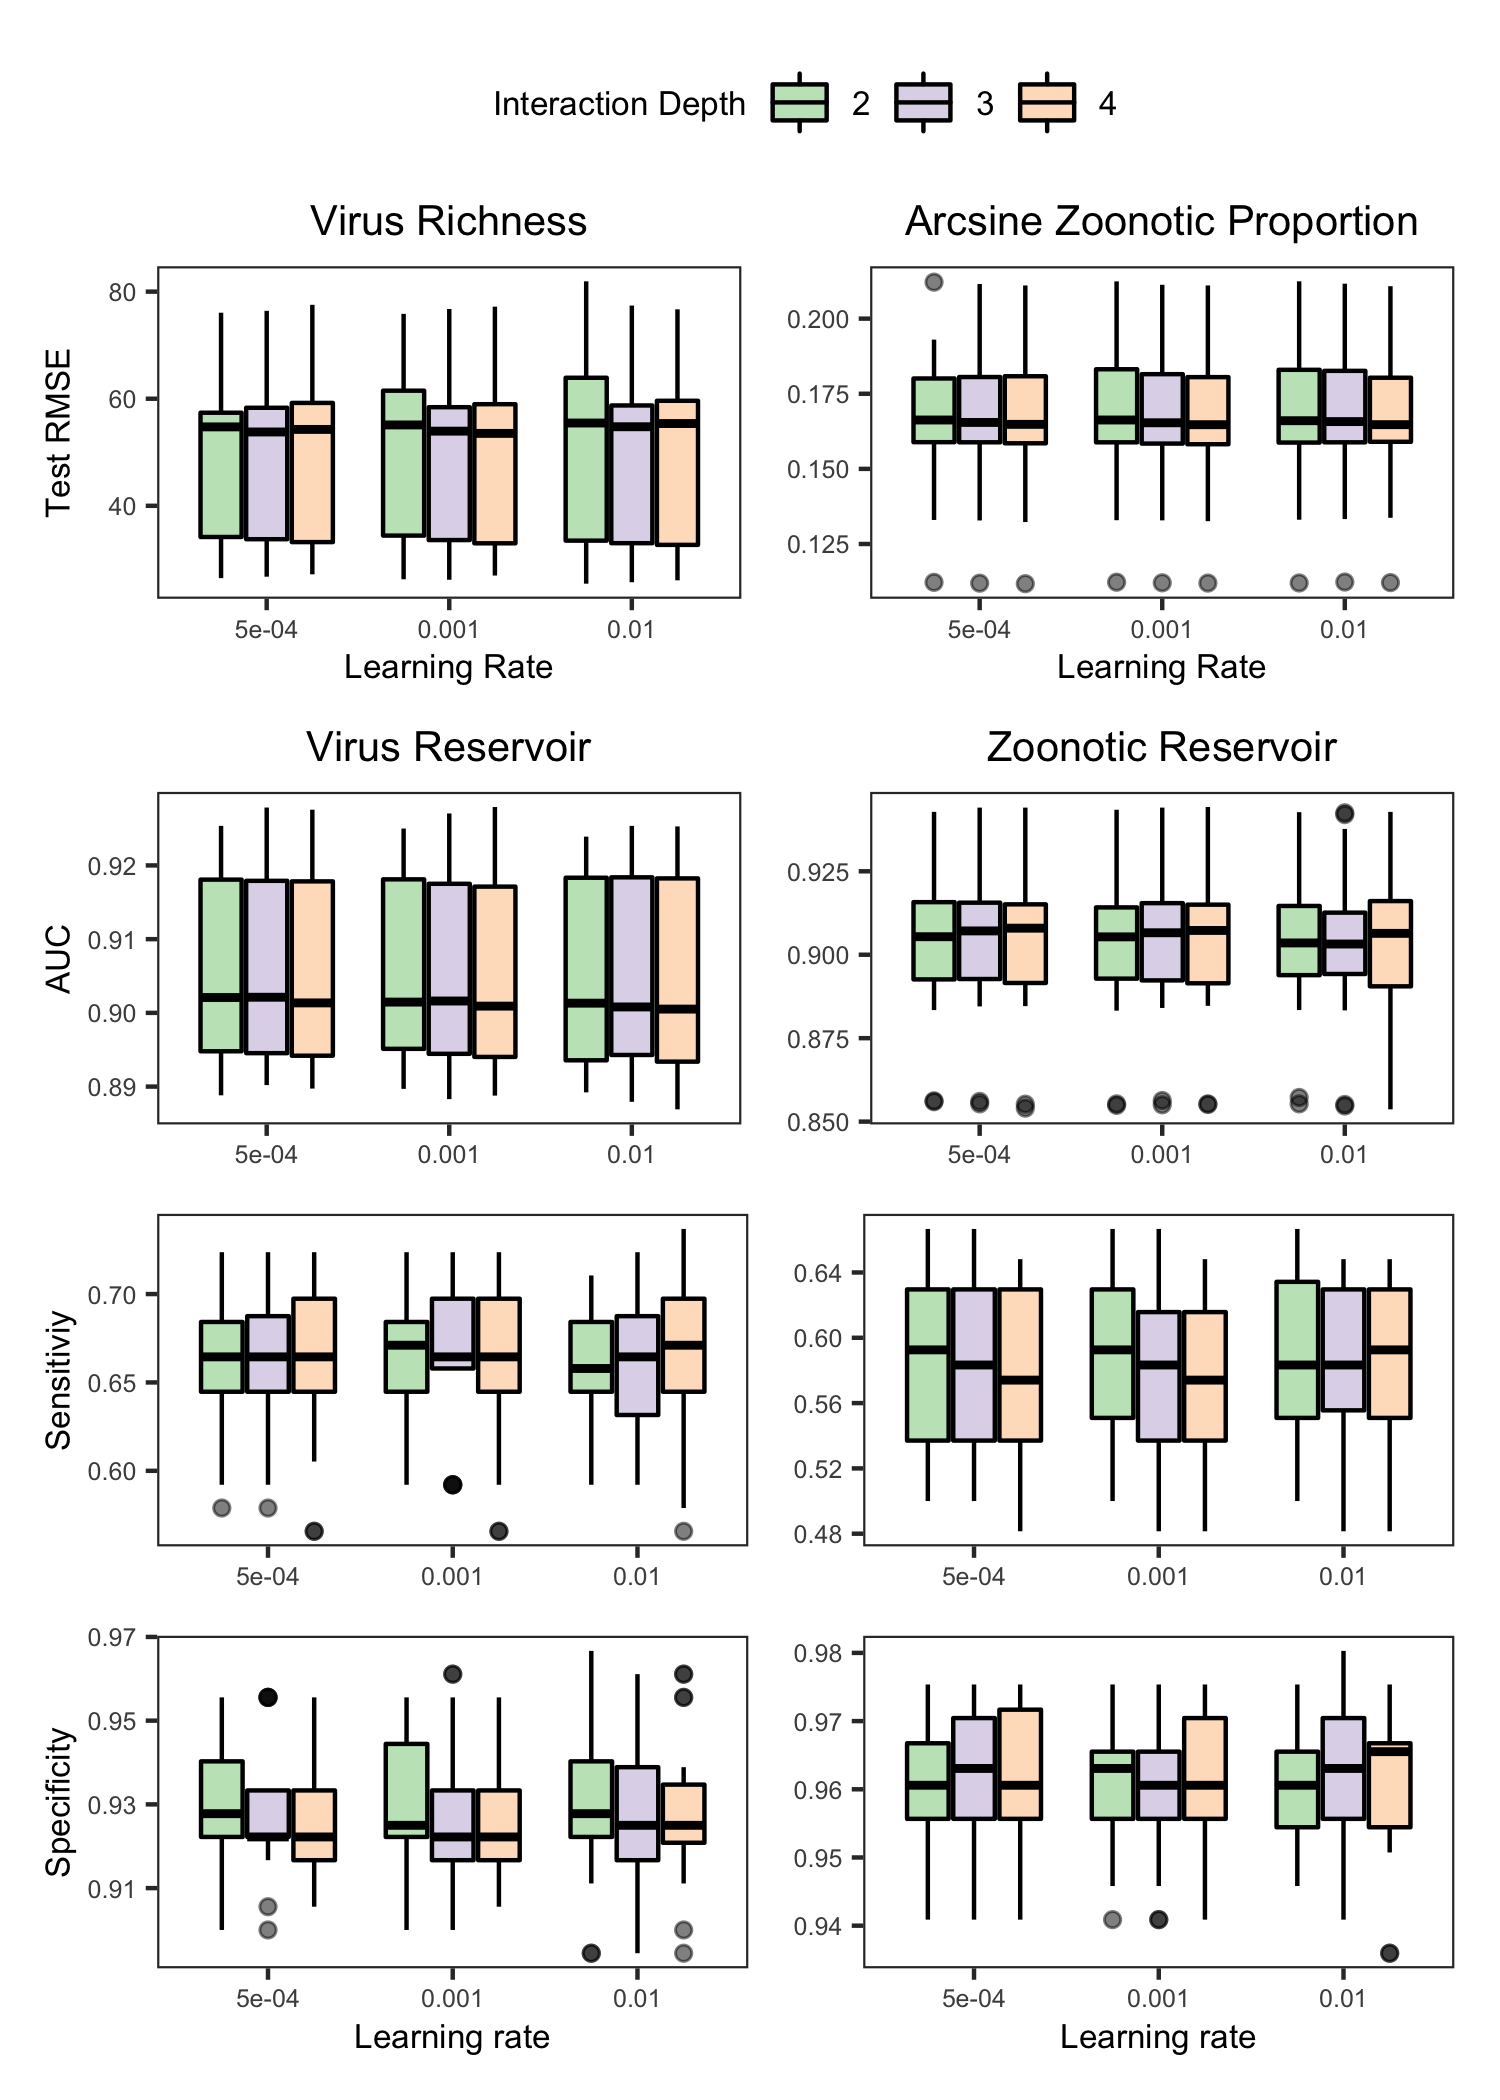 Interaction Depth 2 3 4
Virus Richness Arcsine Zoonotic Proportion
Test RMSE
80
60
40
0.200
0.175
0.150
0.125
5e-04 0.001 0.01 5e-04 0.001 0.01
Learning Rate Learning Rate
Virus Reservoir Zoonotic Reservoir
AUC
0.92
0.91
0.90
0.89
0.925
0.900
0.875
0.850
5e-04 0.001 0.01 5e-04 0.001 0.01
Sensitiviy
0.70
0.65
0.60
0.64
0.60
0.56
0.52
0.48
5e-04 0.001 0.01 5e-04 0.001 0.01
Specificity
0.97
0.95
0.93
0.91
0.98
0.97
0.96
0.95
0.94
5e-04 0.001 0.01 5e-04 0.001 0.01
Learning rate Learning rate